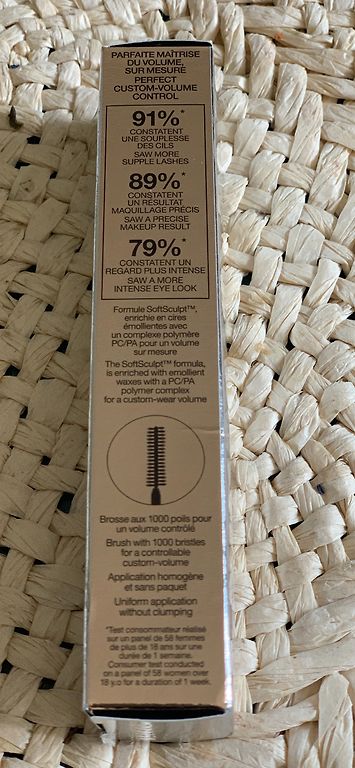 PARFAITE MAÎTRISE
DU VOLUME,
SUR MESURE
PERFECT
CUSTOM-VOLUME
CONTROL
91%*
CONSTATENT
UNE SOUPLESSE
DES CILS
SAW MORE
SUPPLE LASHES
89%*
CONSTATENT
UN RÉSULTAT
MAQUILLAGE PRÉCIS
SAW A PRECISE
MAKEUP RESULT
79%*
CONSTATENT UN
REGARD PLUS INTENSE
SAW A MORE
INTENSE EYE LOOK
Formule SoftSculpt™,
enrichie en cires
émollientes avec
un complexe polymère
PC/PA pour un volume
sur mesure
The SoftSculpt™ formula,
is enriched with emollient
waxes with a PC/PA
polymer complex
for a custom-wear volume
Brosse aux 1000 poils pour
un volume contrôlé
Brush with 1000 bristles
for a controllable
custom-volume
Application homogène
et sans paquet
Uniform application
without clumping
*Test consommateur réalisé
sur un panel de 58 femmes
de plus de 18 ans sur une
durée de 1 semaine.
Consumer test conducted
on a panel of 58 women over
18 y.o for a duration of 1 week.